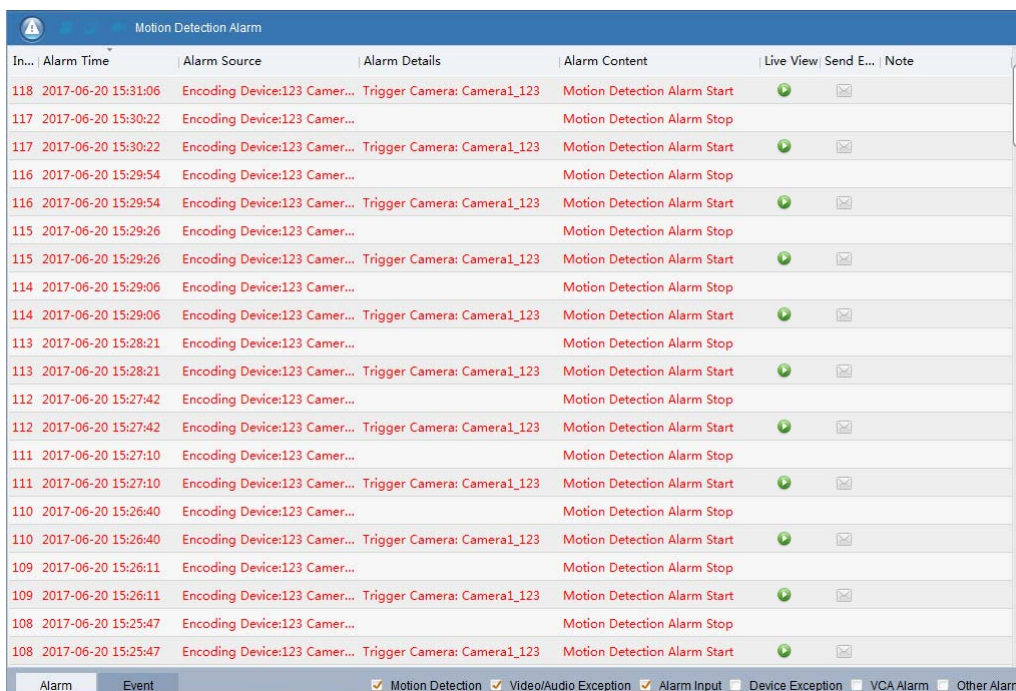 Motion Detection Alarm
In... Alarm Time Alarm Source Alarm Details Alarm Content Live View Send E... Note
118 2017-06-20 15:31:06 Encoding Device:123 Camer... Trigger Camera: Camera1_123 Motion Detection Alarm Start
117 2017-06-20 15:30:22 Encoding Device:123 Camer... Motion Detection Alarm Stop
117 2017-06-20 15:30:22 Encoding Device:123 Camer... Trigger Camera: Camera1_123 Motion Detection Alarm Start
116 2017-06-20 15:29:54 Encoding Device:123 Camer... Motion Detection Alarm Stop
116 2017-06-20 15:29:54 Encoding Device:123 Camer... Trigger Camera: Camera1_123 Motion Detection Alarm Start
115 2017-06-20 15:29:26 Encoding Device:123 Camer... Motion Detection Alarm Stop
115 2017-06-20 15:29:26 Encoding Device:123 Camer... Trigger Camera: Camera1_123 Motion Detection Alarm Start
114 2017-06-20 15:29:06 Encoding Device:123 Camer... Motion Detection Alarm Stop
114 2017-06-20 15:29:06 Encoding Device:123 Camer... Trigger Camera: Camera1_123 Motion Detection Alarm Start
113 2017-06-20 15:28:21 Encoding Device:123 Camer... Motion Detection Alarm Stop
113 2017-06-20 15:28:21 Encoding Device:123 Camer... Trigger Camera: Camera1_123 Motion Detection Alarm Start
112 2017-06-20 15:27:42 Encoding Device:123 Camer... Motion Detection Alarm Stop
112 2017-06-20 15:27:42 Encoding Device:123 Camer... Trigger Camera: Camera1_123 Motion Detection Alarm Start
111 2017-06-20 15:27:10 Encoding Device:123 Camer... Motion Detection Alarm Stop
111 2017-06-20 15:27:10 Encoding Device:123 Camer... Trigger Camera: Camera1_123 Motion Detection Alarm Start
110 2017-06-20 15:26:40 Encoding Device:123 Camer... Motion Detection Alarm Stop
110 2017-06-20 15:26:40 Encoding Device:123 Camer... Trigger Camera: Camera1_123 Motion Detection Alarm Start
109 2017-06-20 15:26:11 Encoding Device:123 Camer... Motion Detection Alarm Stop
109 2017-06-20 15:26:11 Encoding Device:123 Camer... Trigger Camera: Camera1_123 Motion Detection Alarm Start
108 2017-06-20 15:25:47 Encoding Device:123 Camer... Motion Detection Alarm Stop
108 2017-06-20 15:25:47 Encoding Device:123 Camer... Trigger Camera: Camera1_123 Motion Detection Alarm Start
Alarm Event Motion Detection Video/Audio Exception Alarm Input Device Exception VCA Alarm Other Alarm